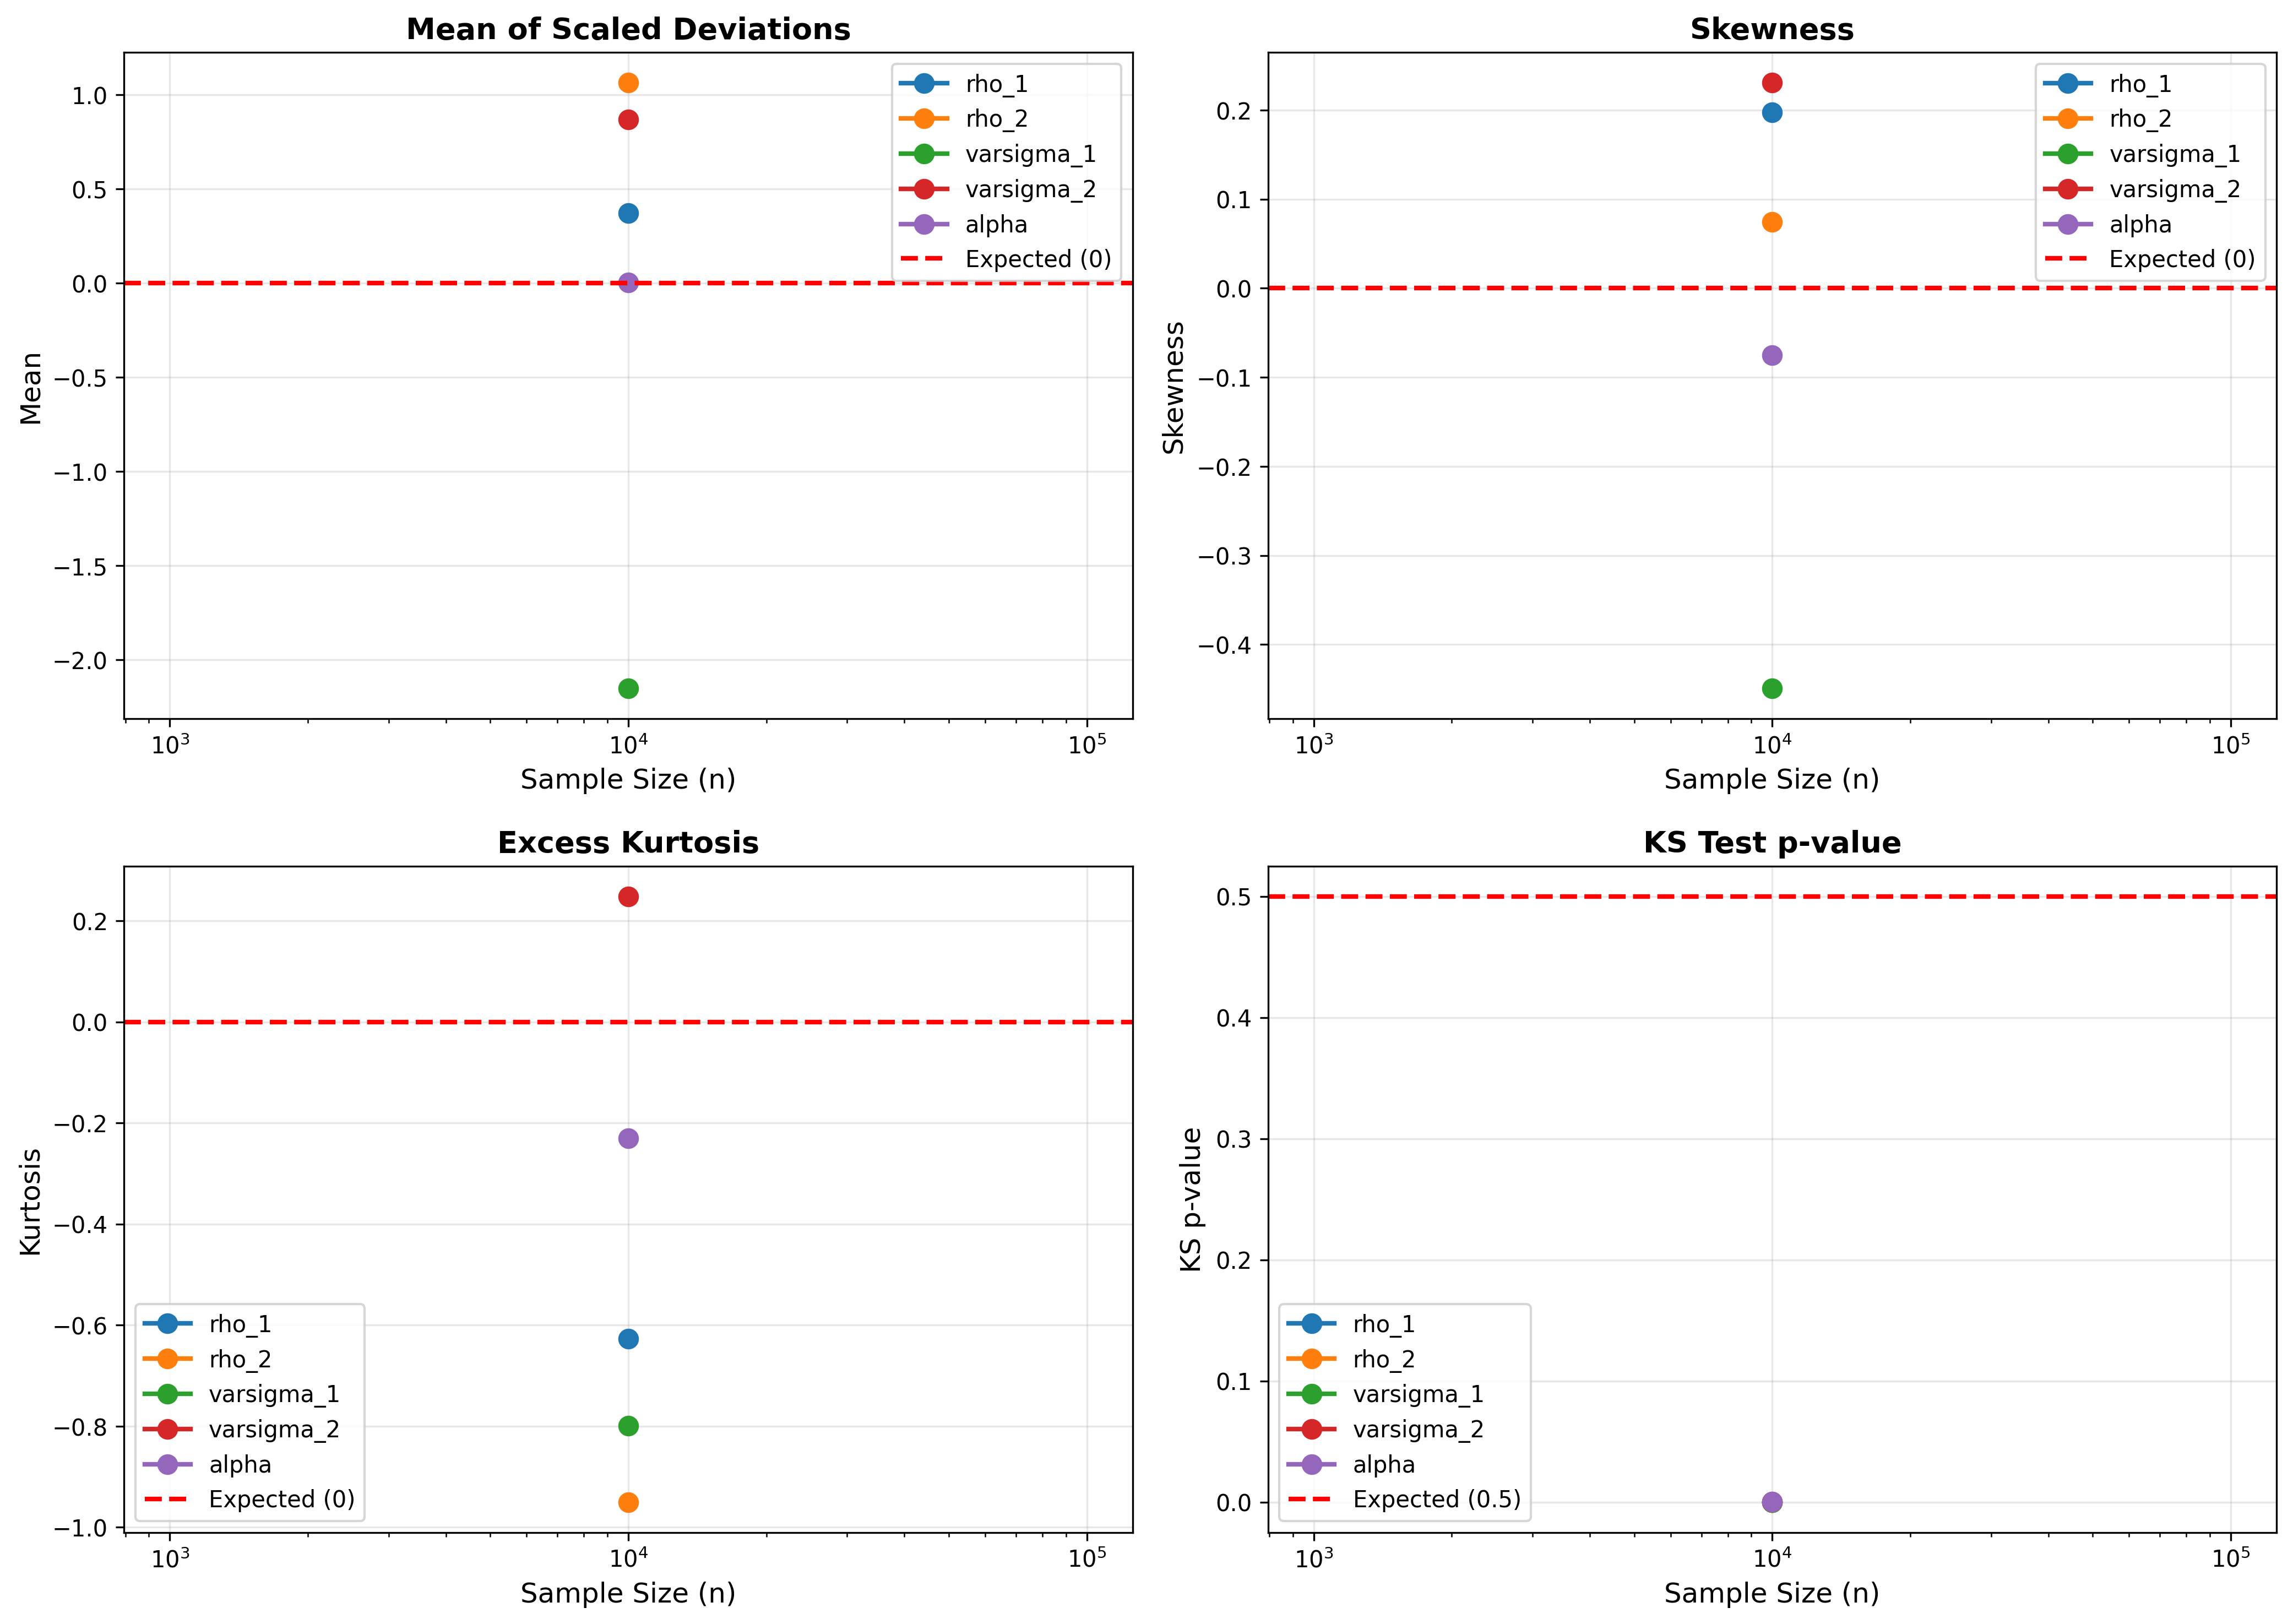 Mean of Scaled Deviations
Mean
1.0
0.5
0.0
−0.5
−1.0
−1.5
−2.0
10³
10⁴
10⁵
Sample Size (n)
rho_1
rho_2
varsigma_1
varsigma_2
alpha
Expected (0)
Skewness
Skewness
0.2
0.1
0.0
−0.1
−0.2
−0.3
−0.4
10³
10⁴
10⁵
Sample Size (n)
rho_1
rho_2
varsigma_1
varsigma_2
alpha
Expected (0)
Excess Kurtosis
Kurtosis
0.2
0.0
−0.2
−0.4
−0.6
−0.8
−1.0
10³
10⁴
10⁵
Sample Size (n)
rho_1
rho_2
varsigma_1
varsigma_2
alpha
Expected (0)
KS Test p-value
KS p-value
0.5
0.4
0.3
0.2
0.1
0.0
10³
10⁴
10⁵
Sample Size (n)
rho_1
rho_2
varsigma_1
varsigma_2
alpha
Expected (0.5)